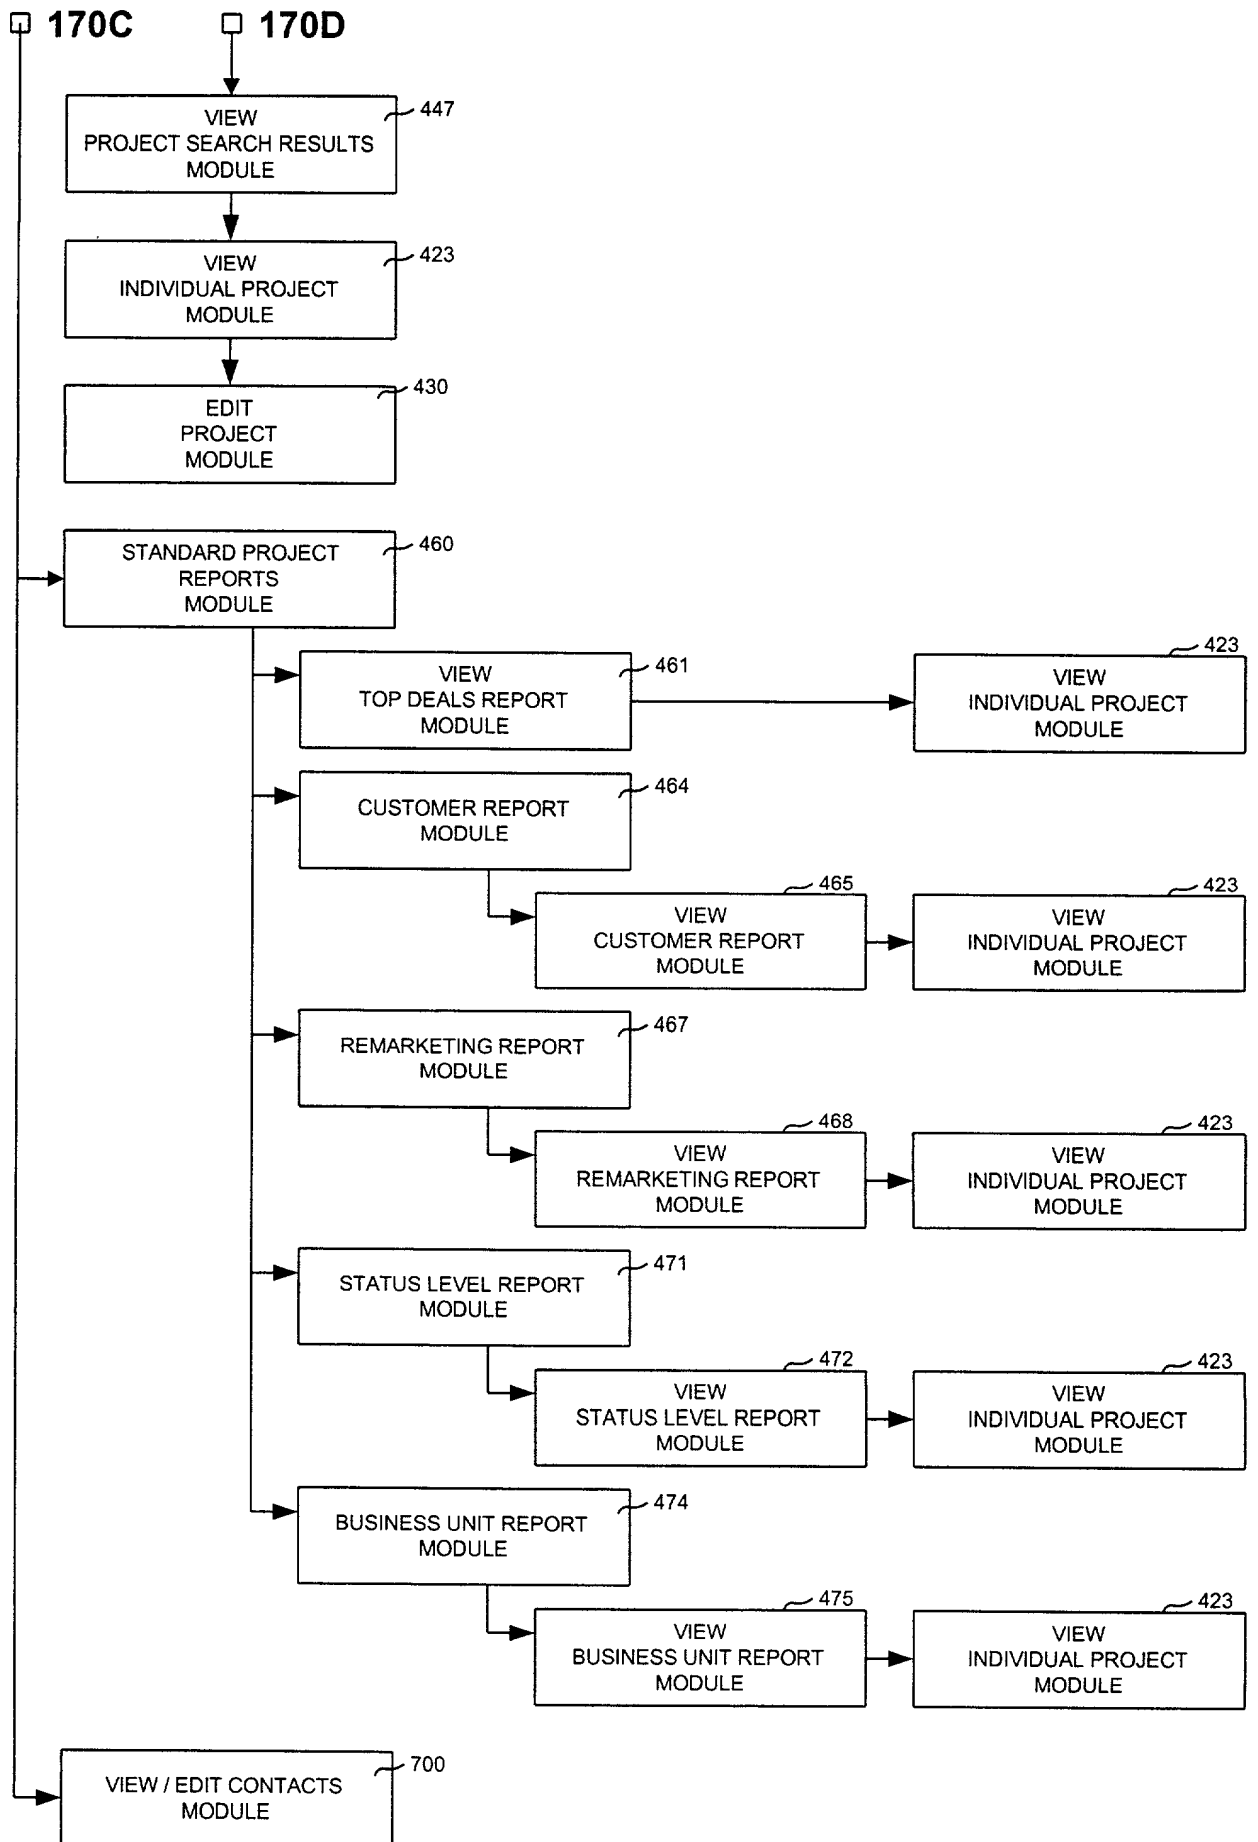 170C
170D
447
VIEW
PROJECT SEARCH RESULTS
MODULE
423
VIEW
INDIVIDUAL PROJECT
MODULE
430
EDIT
PROJECT
MODULE
460
STANDARD PROJECT
REPORTS
MODULE
461
VIEW
TOP DEALS REPORT
MODULE
423
VIEW
INDIVIDUAL PROJECT
MODULE
464
CUSTOMER REPORT
MODULE
465
VIEW
CUSTOMER REPORT
MODULE
423
VIEW
INDIVIDUAL PROJECT
MODULE
467
REMARKETING REPORT
MODULE
468
VIEW
REMARKETING REPORT
MODULE
423
VIEW
INDIVIDUAL PROJECT
MODULE
471
STATUS LEVEL REPORT
MODULE
472
VIEW
STATUS LEVEL REPORT
MODULE
423
VIEW
INDIVIDUAL PROJECT
MODULE
474
BUSINESS UNIT REPORT
MODULE
475
VIEW
BUSINESS UNIT REPORT
MODULE
423
VIEW
INDIVIDUAL PROJECT
MODULE
700
VIEW / EDIT CONTACTS
MODULE